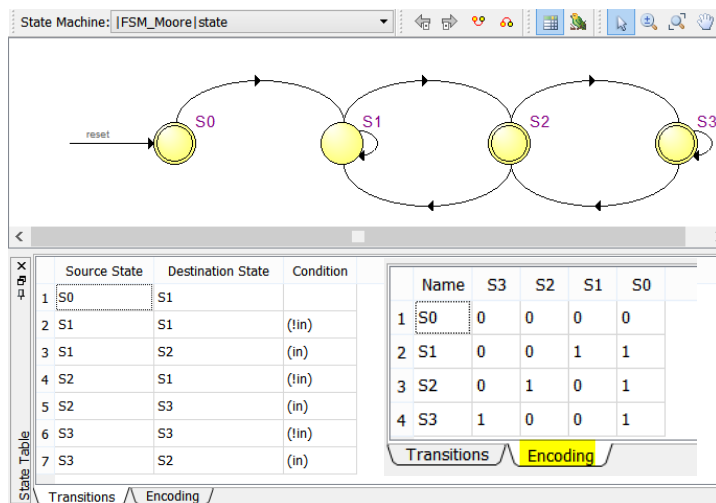 State Machine: |FSM_Moore|state
S0
S1
S2
S3
reset
State Table
Source State Destination State Condition
1 S0 S1
2 S1 S1 (!in)
3 S1 S2 (in)
4 S2 S1 (!in)
5 S2 S3 (in)
6 S3 S3 (!in)
7 S3 S2 (in)
Transitions Encoding
Name S3 S2 S1 S0
1 S0 0 0 0 0
2 S1 0 0 1 1
3 S2 0 1 0 1
4 S3 1 0 0 1
Transitions Encoding